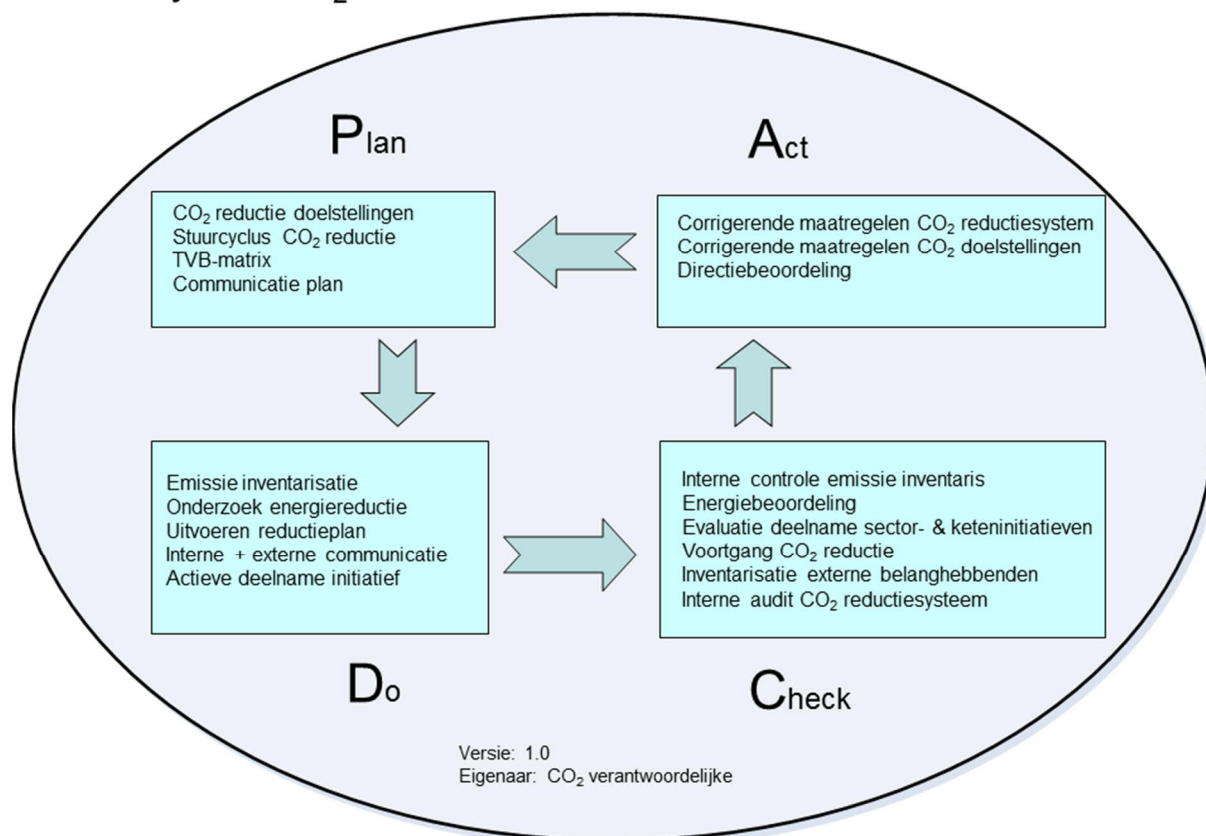 Plan
CO₂ reductie doelstellingen
Stuurcyclus CO₂ reductie
TVB-matrix
Communicatie plan
Act
Corrigerende maatregelen CO₂ reductiesystem
Corrigerende maatregelen CO₂ doelstellingen
Directiebeoordeling
Emissie inventarisatie
Onderzoek energiereductie
Uitvoeren reductieplan
Interne + externe communicatie
Actieve deelname initiatief
Do
Interne controle emissie inventaris
Energiebeoordeling
Evaluatie deelname sector- & keteninitiatieven
Voortgang CO₂ reductie
Inventarisatie externe belanghebbenden
Interne audit CO₂ reductiesysteem
Check
Versie: 1.0
Eigenaar: CO₂ verantwoordelijke